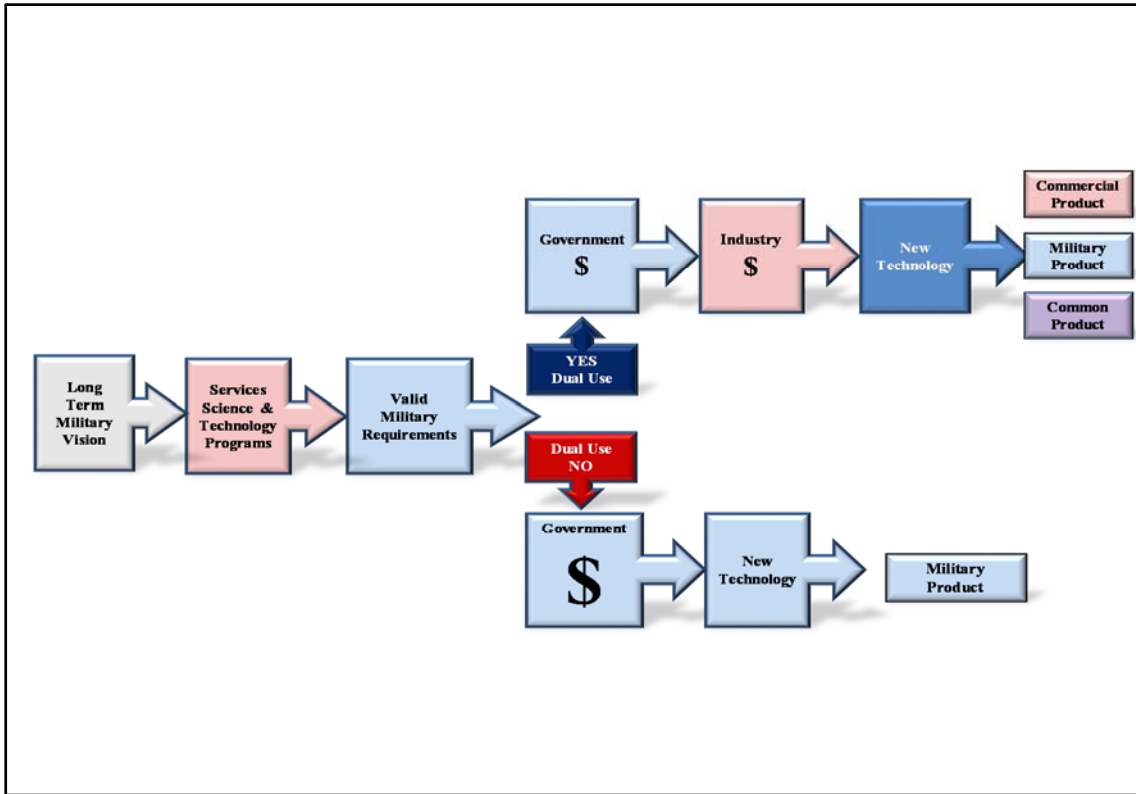 Long
Term
Military
Vision
Services
Science &
Technology
Programs
Valid
Military
Requirements
YES
Dual Use
Government
$
Industry
$
New
Technology
Commercial
Product
Military
Product
Common
Product
Dual Use
NO
Government
$
New
Technology
Military
Product